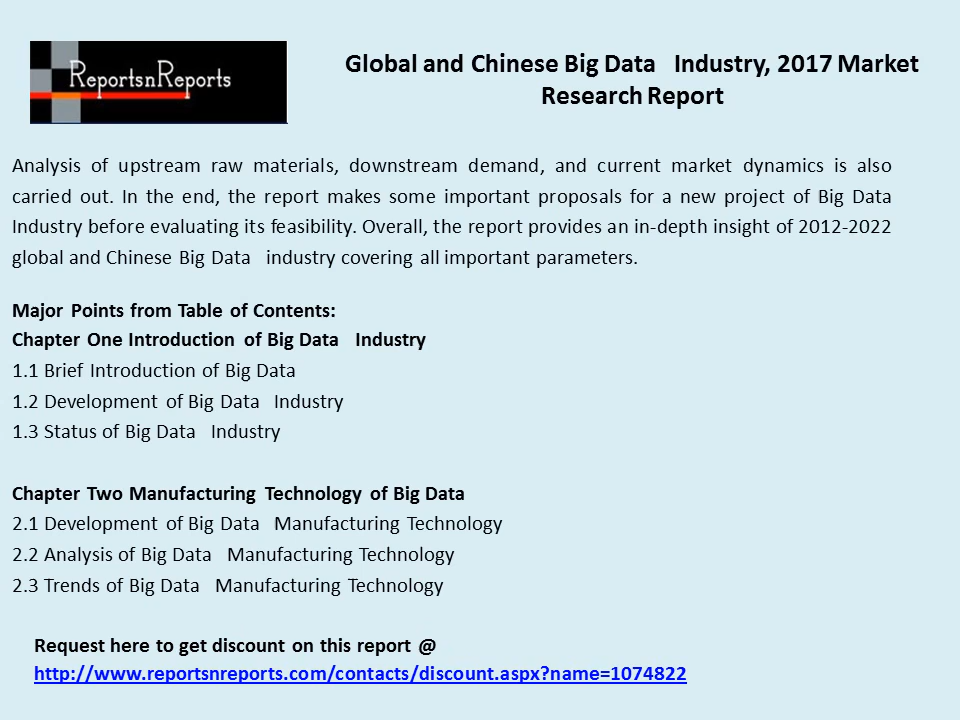 ReportsnReports
Global and Chinese Big Data   Industry, 2017 Market
Research Report
Analysis of upstream raw materials, downstream demand, and current market dynamics is also
carried out. In the end, the report makes some important proposals for a new project of Big Data
Industry before evaluating its feasibility. Overall, the report provides an in-depth insight of 2012-2022
global and Chinese Big Data   industry covering all important parameters.
Major Points from Table of Contents:
Chapter One Introduction of Big Data   Industry
1.1 Brief Introduction of Big Data
1.2 Development of Big Data   Industry
1.3 Status of Big Data   Industry
Chapter Two Manufacturing Technology of Big Data
2.1 Development of Big Data   Manufacturing Technology
2.2 Analysis of Big Data   Manufacturing Technology
2.3 Trends of Big Data   Manufacturing Technology
Request here to get discount on this report @
http://www.reportsnreports.com/contacts/discount.aspx?name=1074822